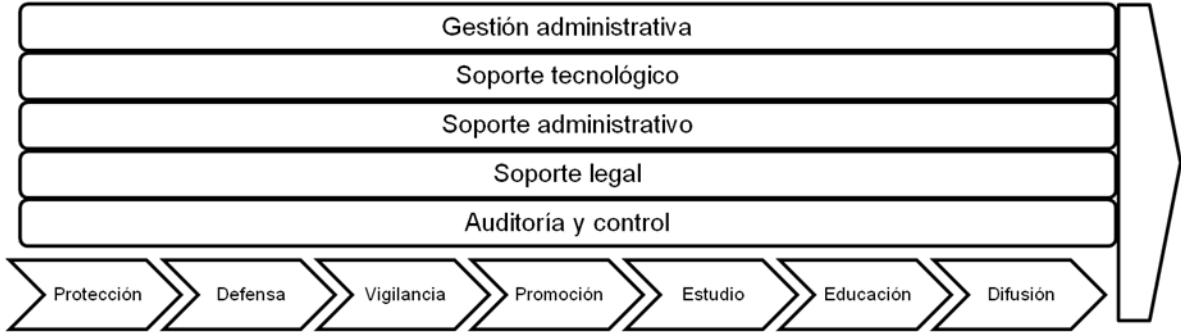 Gestión administrativa
Soporte tecnológico
Soporte administrativo
Soporte legal
Auditoría y control
Protección Defensa Vigilancia Promoción Estudio Educación Difusión